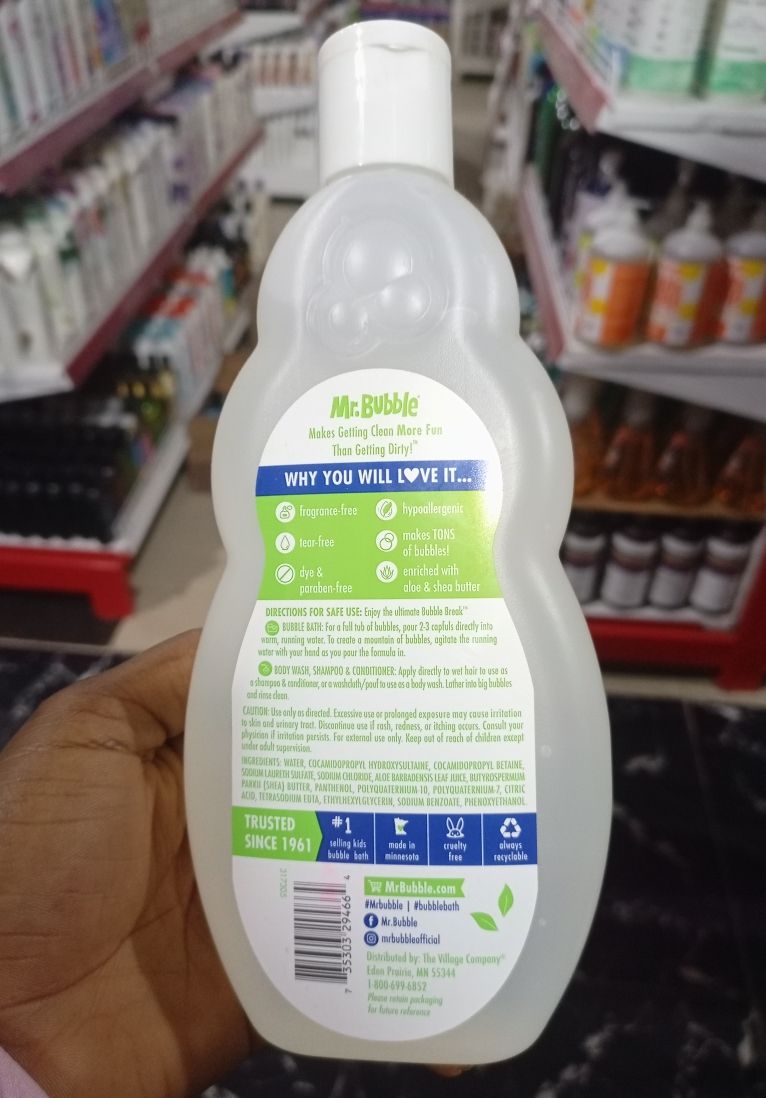 Mr. Bubble®
Makes Getting Clean More Fun
Than Getting Dirty!™
WHY YOU WILL L♥VE IT...
fragrance-free
hypoallergenic
tear-free
makes TONS
of bubbles!
dye &
paraben-free
enriched with
aloe & shea butter
DIRECTIONS FOR SAFE USE: Enjoy the ultimate Bubble Break™
BUBBLE BATH: For a full tub of bubbles, pour 2-3 capfuls directly into
warm, running water. To create a mountain of bubbles, agitate the running
water with your hand as you pour the formula in.
BODY WASH, SHAMPOO & CONDITIONER: Apply directly to wet hair to use as
a shampoo & conditioner, or a washcloth/pouf to use as a body wash. Lather into big bubbles
and rinse clean.
CAUTION: Use only as directed. Excessive use or prolonged exposure may cause irritation
to skin and urinary tract. Discontinue use if rash, redness, or itching occurs. Consult your
physician if irritation persists. For external use only. Keep out of reach of children except
under adult supervision.
INGREDIENTS: WATER, COCAMIDOPROPYL HYDROXYSULTAINE, COCAMIDOPROPYL BETAINE,
SODIUM LAURETH SULFATE, SODIUM CHLORIDE, ALOE BARBADENSIS LEAF JUICE, BUTYROSPERMUM
PARKII (SHEA) BUTTER, PANTHENOL, POLYQUATERNIUM-10, POLYQUATERNIUM-7, CITRIC
ACID, TETRASODIUM EDTA, ETHYLHEXYLGLYCERIN, SODIUM BENZOATE, PHENOXYETHANOL.
TRUSTED
SINCE 1961
#1
selling kids
bubble bath
made in
minnesota
cruelty
free
always
recyclable
7 35303 29466 4
MrBubble.com
#Mrbubble | #bubblebath
Mr.Bubble
mrbubbleofficial
Distributed by: The Village Company®
Eden Prairie, MN 55344
1-800-699-6852
Please retain packaging
for future reference